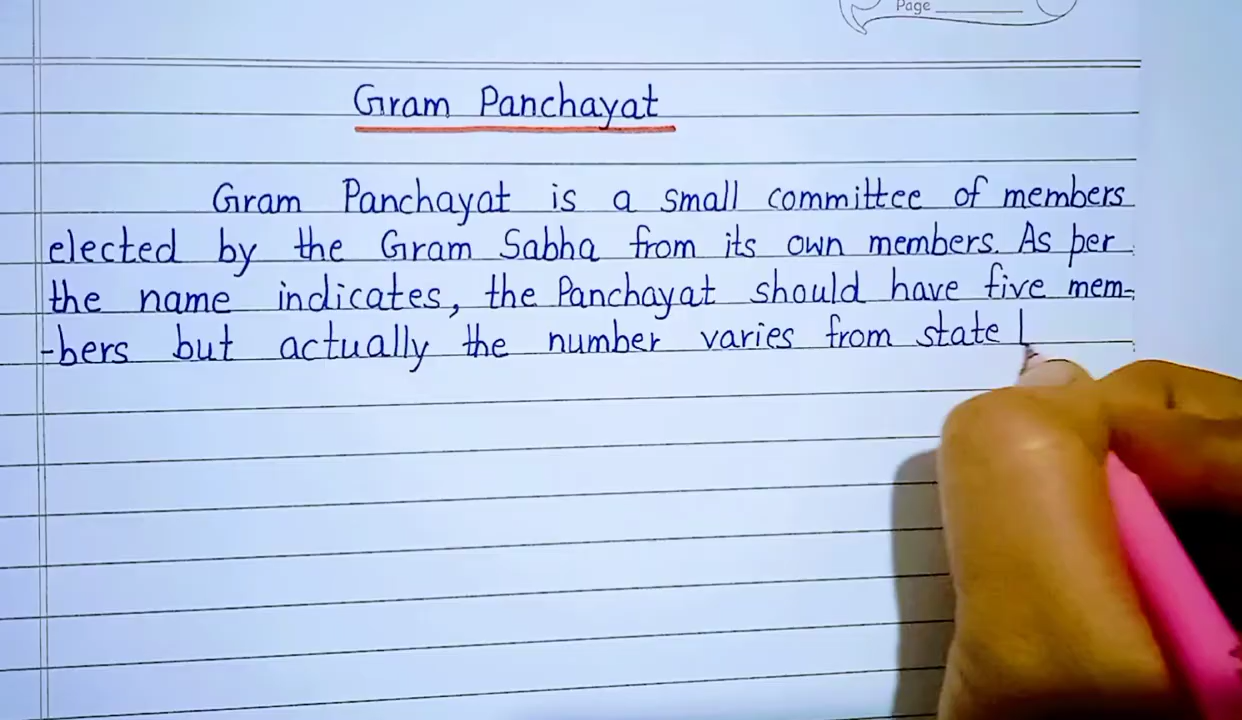 Page
Gram Panchayat
Gram Panchayat is a small committee of members
elected by the Gram Sabha from its own members. As per
the name indicates, the Panchayat should have five mem-
-bers but actually the number varies from state